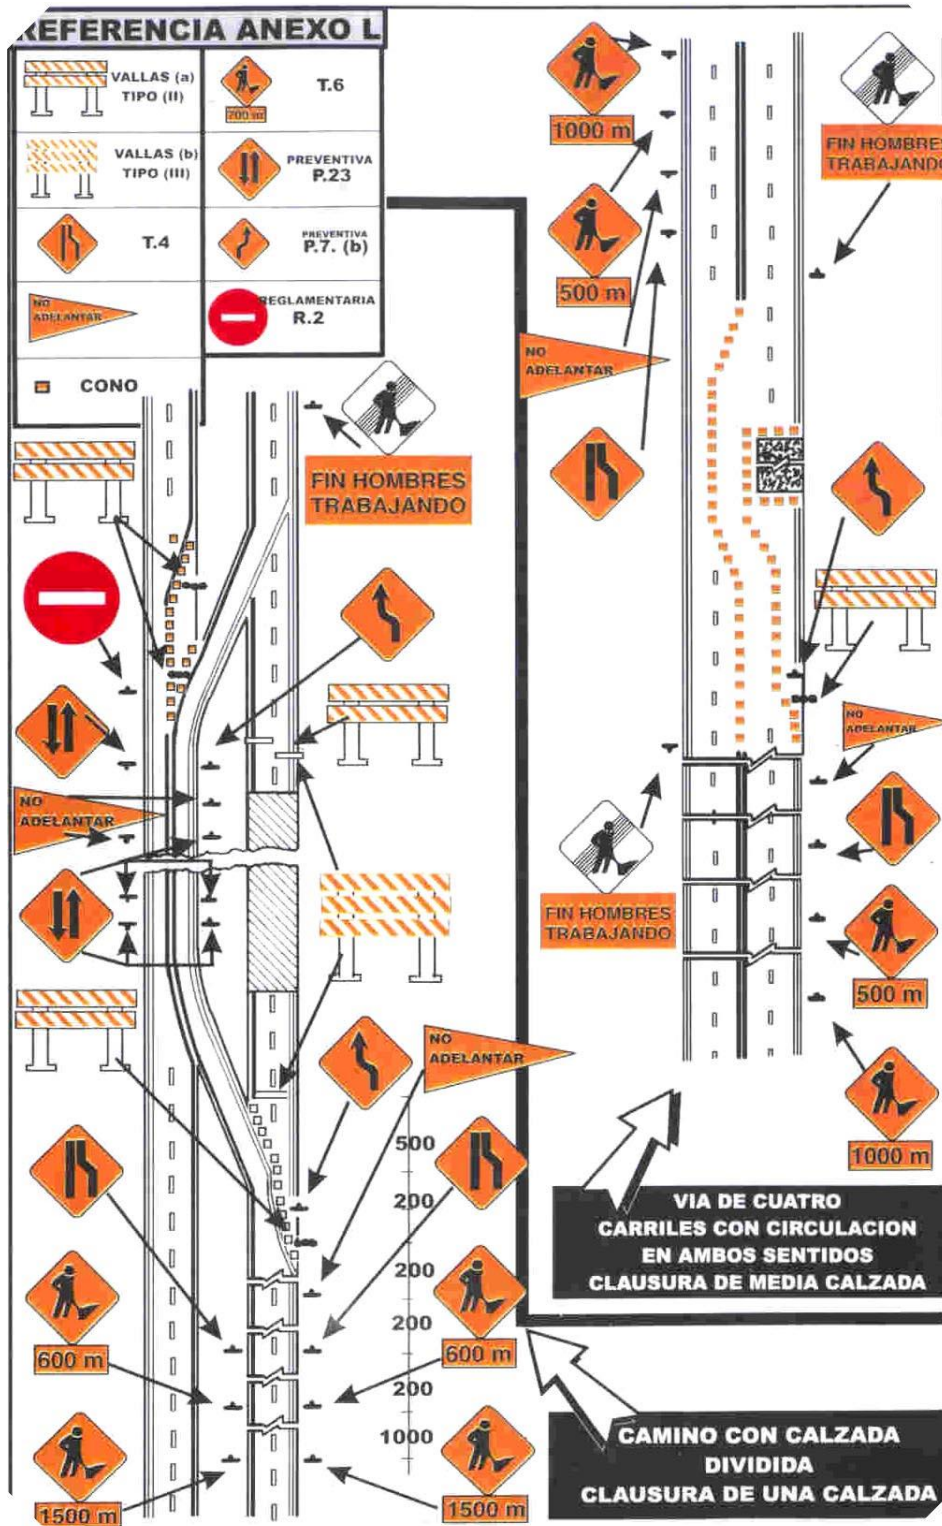 REFERENCIA ANEXO L
VALLAS (a)
TIPO (II)
T.6
200 m
VALLAS (b)
TIPO (III)
PREVENTIVA
P.23
T.4
PREVENTIVA
P.7. (b)
NO
ADELANTAR
REGLAMENTARIA
R.2
CONO
FIN HOMBRES
TRABAJANDO
NO
ADELANTAR
NO
ADELANTAR
500
200
200
200
200
1000
600 m
600 m
1500 m
1500 m
1000 m
500 m
FIN HOMBRES
TRABAJANDO
NO
ADELANTAR
NO
ADELANTAR
FIN HOMBRES
TRABAJANDO
500 m
1000 m
VIA DE CUATRO
CARRILES CON CIRCULACION
EN AMBOS SENTIDOS
CLAUSURA DE MEDIA CALZADA
CAMINO CON CALZADA
DIVIDIDA
CLAUSURA DE UNA CALZADA